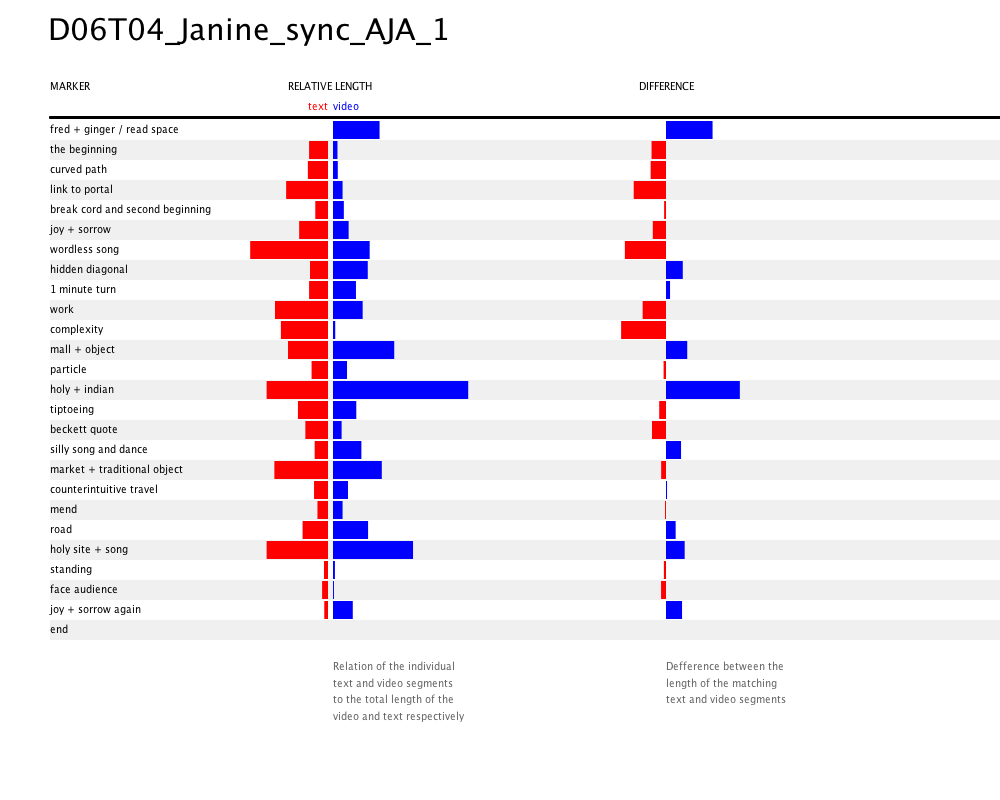 D06T04_Janine_sync_AJA_1
MARKER RELATIVE LENGTH DIFFERENCE
text video
fred + ginger / read space
the beginning
curved path
link to portal
break cord and second beginning
joy + sorrow
wordless song
hidden diagonal
1 minute turn
work
complexity
mall + object
particle
holy + indian
tiptoeing
beckett quote
silly song and dance
market + traditional object
counterintuitive travel
mend
road
holy site + song
standing
face audience
joy + sorrow again
end
Relation of the individual
text and video segments
to the total length of the
video and text respectively
Defference between the
length of the matching
text and video segments